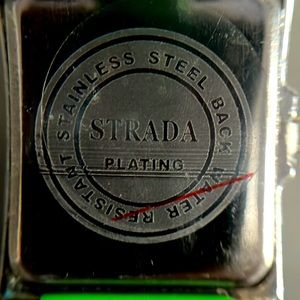 STAINLESS STEEL BACK WATER RESISTANT
STRADA
PLATING